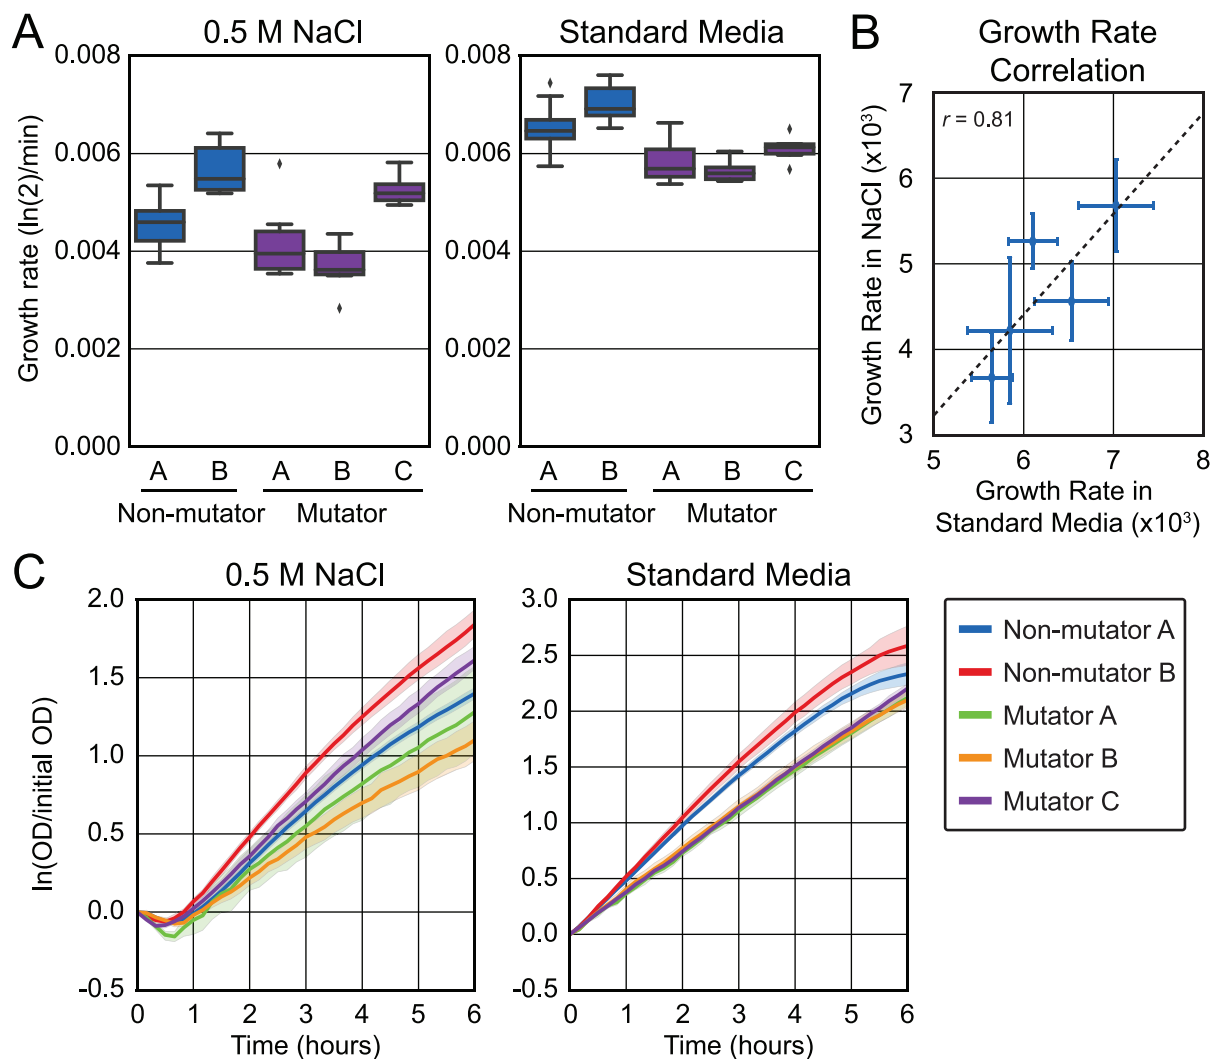 A
0.5 M NaCl
Standard Media
Growth rate (ln(2)/min)
0.008
0.006
0.004
0.002
0.000
A B A B C
Non-mutator Mutator
0.008
0.006
0.004
0.002
0.000
A B A B C
Non-mutator Mutator
B
Growth Rate
Correlation
r = 0.81
Growth Rate in NaCl (x10³)
7
6
5
4
3
5 6 7 8
Growth Rate in
Standard Media (x10³)
C
0.5 M NaCl
ln(OD/initial OD)
2.0
1.5
1.0
0.5
0.0
-0.5
0 1 2 3 4 5 6
Time (hours)
Standard Media
3.0
2.5
2.0
1.5
1.0
0.5
0.0
-0.5
0 1 2 3 4 5 6
Time (hours)
Non-mutator A
Non-mutator B
Mutator A
Mutator B
Mutator C